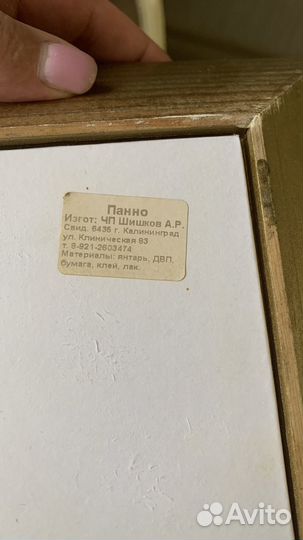 Панно
Изгот: ЧП Шишков А.Р.
Свид. 6436 г. Калининград
ул. Клиническая 83
т. 8-921-2603474
Материалы: янтарь, ДВП,
бумага, клей, лак.
Avito